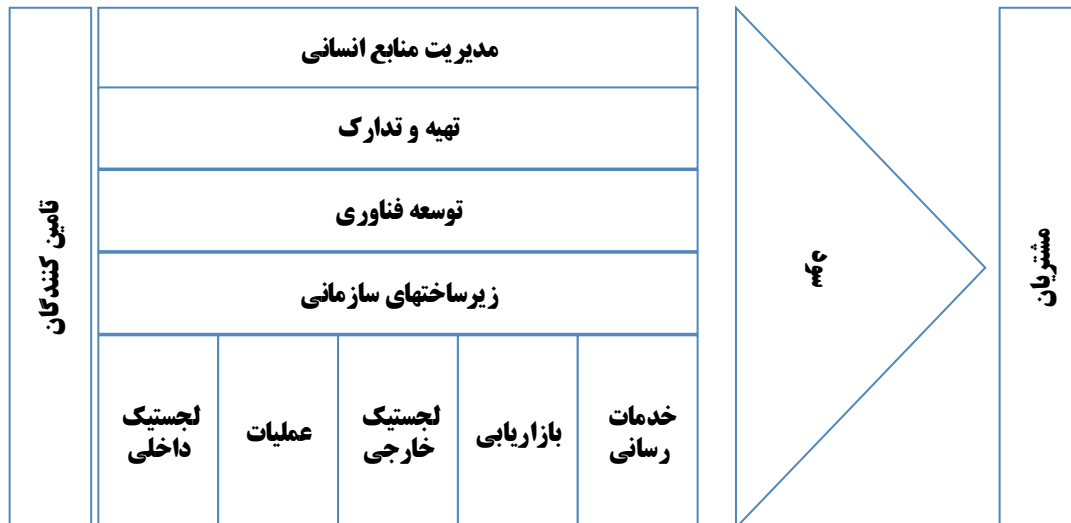 مدیریت منابع انسانی
تهیه و تدارک
توسعه فناوری
زیرساختهای سازمانی
تامین کنندگان
لجستیک
داخلی
عملیات
لجستیک
خارجی
بازاریابی
خدمات
رسانی
سود
مشتریان